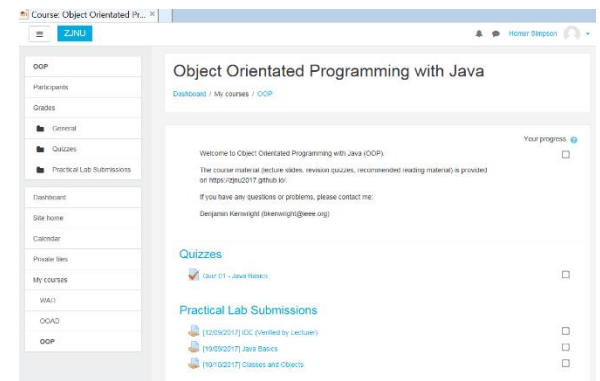 Course: Object Orientated Pr...
ZJNU
Homer Simpson
OOP
Participants
Grades
General
Quizzes
Practical Lab Submissions
Dashboard
Site home
Calendar
Private files
My courses
WAD
OOAD
OOP
Object Orientated Programming with Java
Dashboard / My courses / OOP
Your progress
Welcome to Object Orientated Programming with Java (OOP).
The course material (lecture slides, revision quizzes, recommended reading material) is provided
on https://zjnu2017.github.io/.
If you have any questions or problems, please contact me:
Benjamin Kenwright (bkenwright@ieee.org)
Quizzes
Quiz 01 - Java Basics
Practical Lab Submissions
[12/09/2017] IDE (Verified by Lecturer)
[19/09/2017] Java Basics
[10/10/2017] Classes and Objects